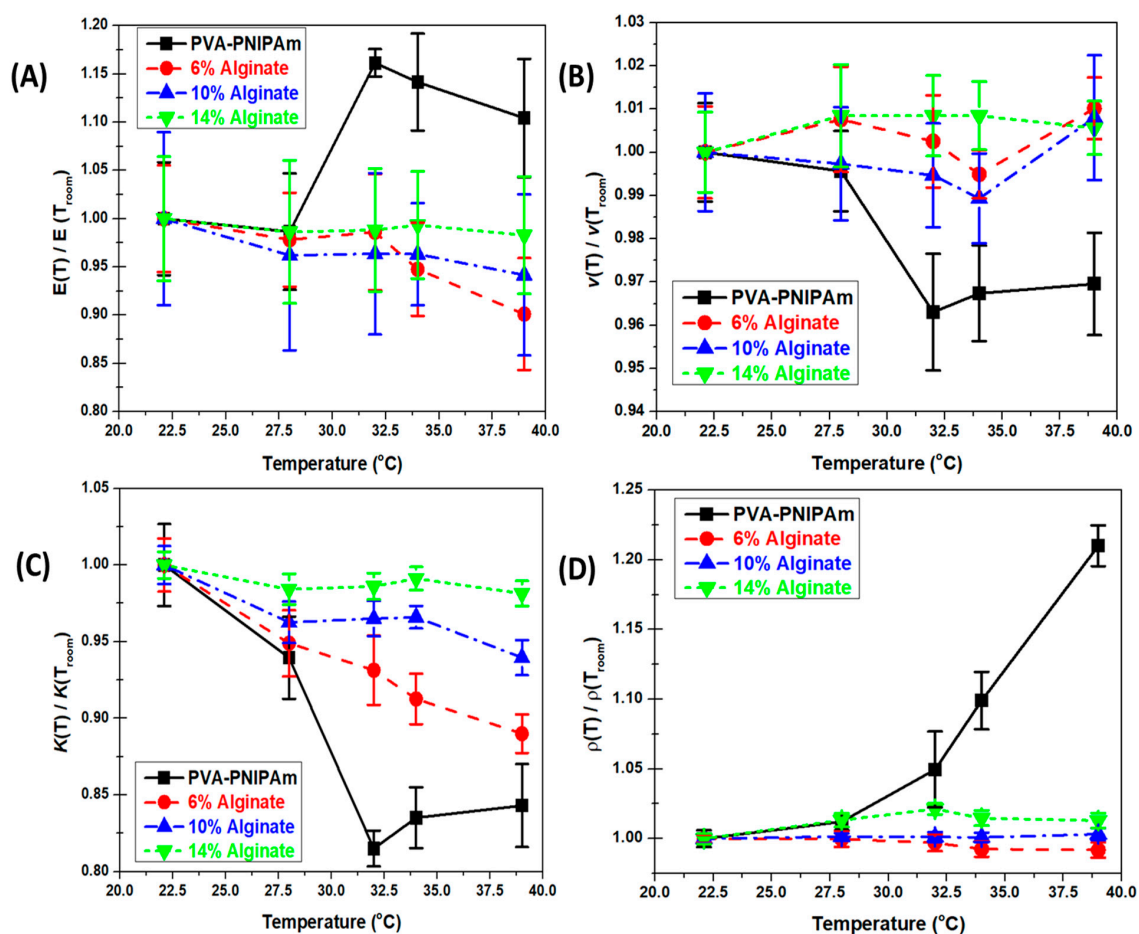 (A)
E(T) / E (Troom)
1.20
1.15
1.10
1.05
1.00
0.95
0.90
0.85
0.80
PVA-PNIPAm
6% Alginate
10% Alginate
14% Alginate
20.0 22.5 25.0 27.5 30.0 32.5 35.0 37.5 40.0
Temperature (°C)
(B)
v(T) / v(Troom)
1.03
1.02
1.01
1.00
0.99
0.98
0.97
0.96
0.95
0.94
PVA-PNIPAm
6% Alginate
10% Alginate
14% Alginate
20.0 22.5 25.0 27.5 30.0 32.5 35.0 37.5 40.0
Temperature (°C)
(C)
K(T) / K(Troom)
1.05
1.00
0.95
0.90
0.85
0.80
PVA-PNIPAm
6% Alginate
10% Alginate
14% Alginate
20.0 22.5 25.0 27.5 30.0 32.5 35.0 37.5 40.0
Temperature (°C)
(D)
ρ(T) / ρ(Troom)
1.25
1.20
1.15
1.10
1.05
1.00
PVA-PNIPAm
6% Alginate
10% Alginate
14% Alginate
20.0 22.5 25.0 27.5 30.0 32.5 35.0 37.5 40.0
Temperature (°C)